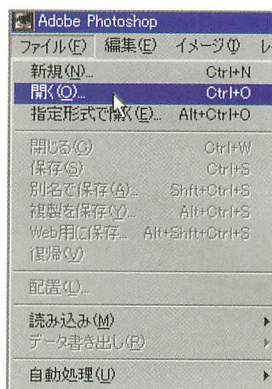 Adobe Photoshop
ファイル(F) 編集(E) イメージ(I) レ
新規(N)... Ctrl+N
開く(O)... Ctrl+O
指定形式で開く(E)... Alt+Ctrl+O
閉じる(C) Ctrl+W
保存(S) Ctrl+S
別名で保存(A)... Shft+Ctrl+S
複製を保存(Y)... Alt+Ctrl+S
Web用に保存... Alt+Shft+Ctrl+S
復帰(V)
配置(L)...
読み込み(M)
データ書き出し(R)
自動処理(U)